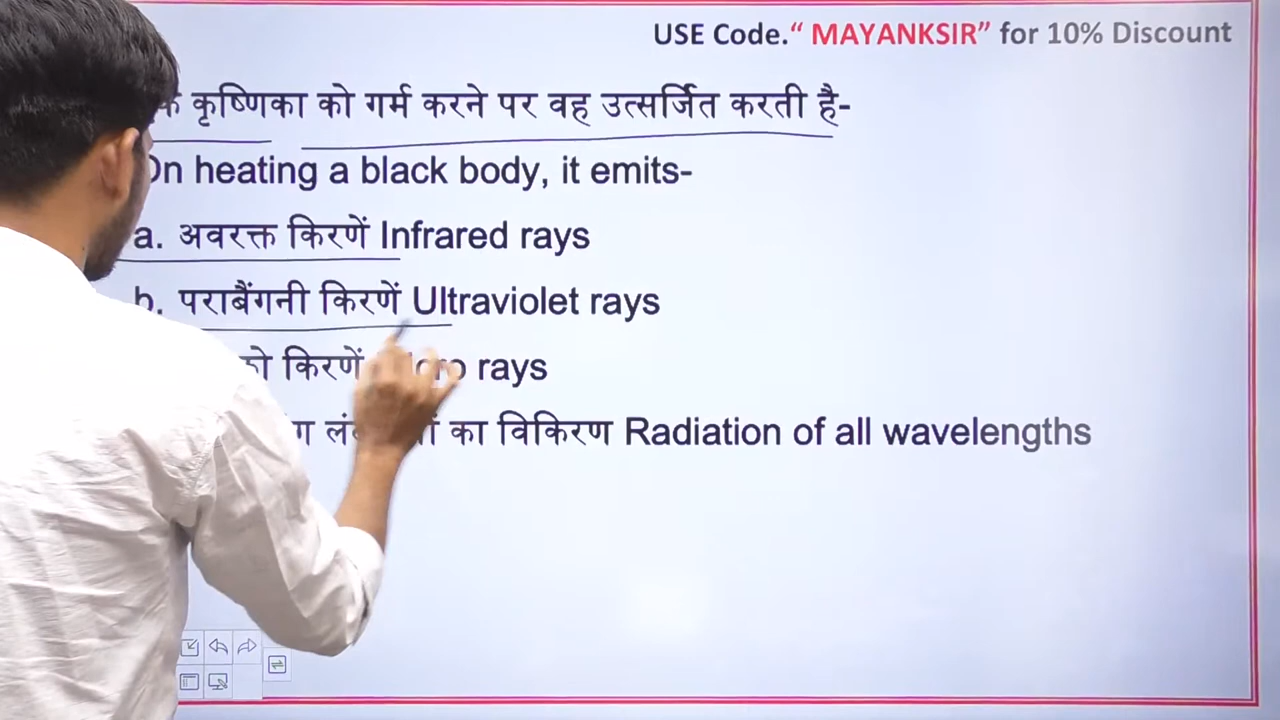 USE Code.“ MAYANKSIR” for 10% Discount
कृष्णिका को गर्म करने पर वह उत्सर्जित करती है-
On heating a black body, it emits-
a. अवरक्त किरणें Infrared rays
b. पराबैंगनी किरणें Ultraviolet rays
किरणें rays
का विकिरण Radiation of all wavelengths